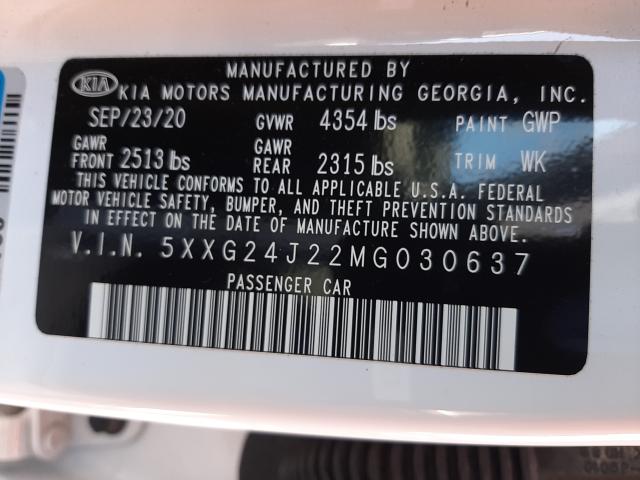 KIA
MANUFACTURED BY
KIA MOTORS MANUFACTURING GEORGIA, INC.
SEP/23/20 GVWR 4354 lbs PAINT GWP
GAWR FRONT 2513 lbs GAWR REAR 2315 lbs TRIM WK
THIS VEHICLE CONFORMS TO ALL APPLICABLE U.S.A. FEDERAL
MOTOR VEHICLE SAFETY, BUMPER, AND THEFT PREVENTION STANDARDS
IN EFFECT ON THE DATE OF MANUFACTURE SHOWN ABOVE.
V.I.N. 5XXG24J22MG030637
PASSENGER CAR